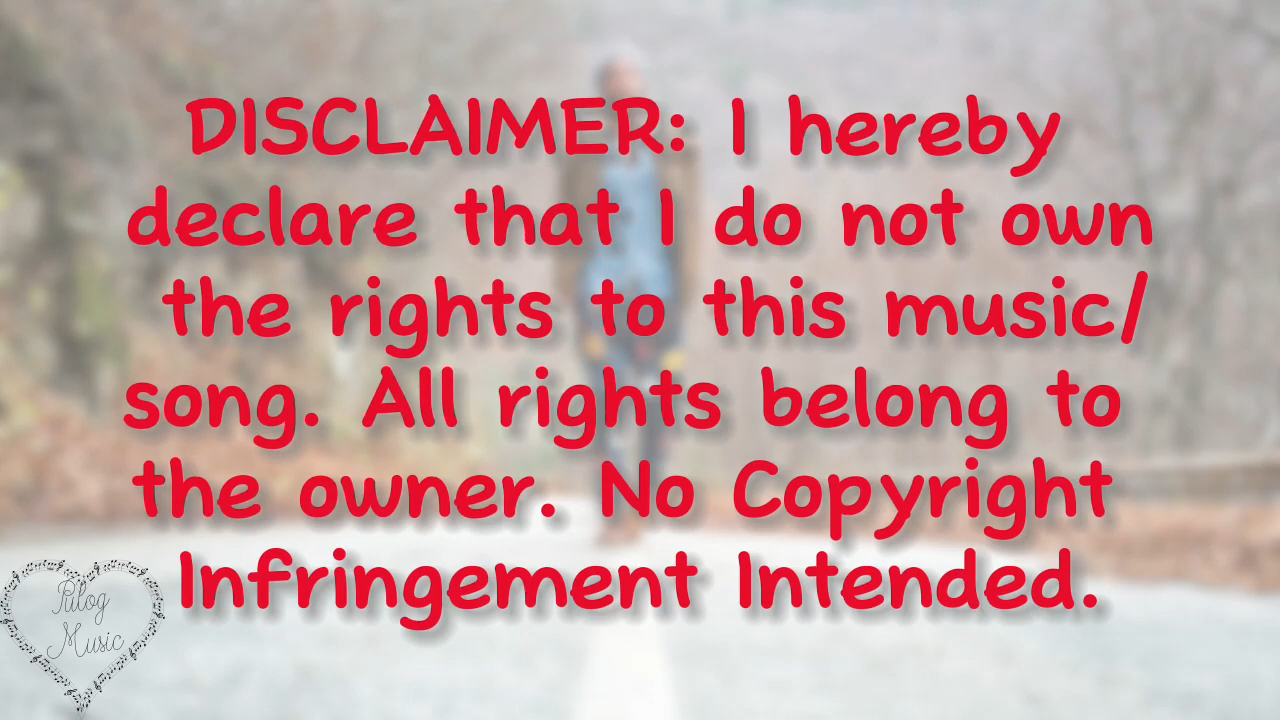 DISCLAIMER: I hereby
declare that I do not own
the rights to this music/
song. All rights belong to
the owner. No Copyright
Infringement Intended.
Pulog
Music